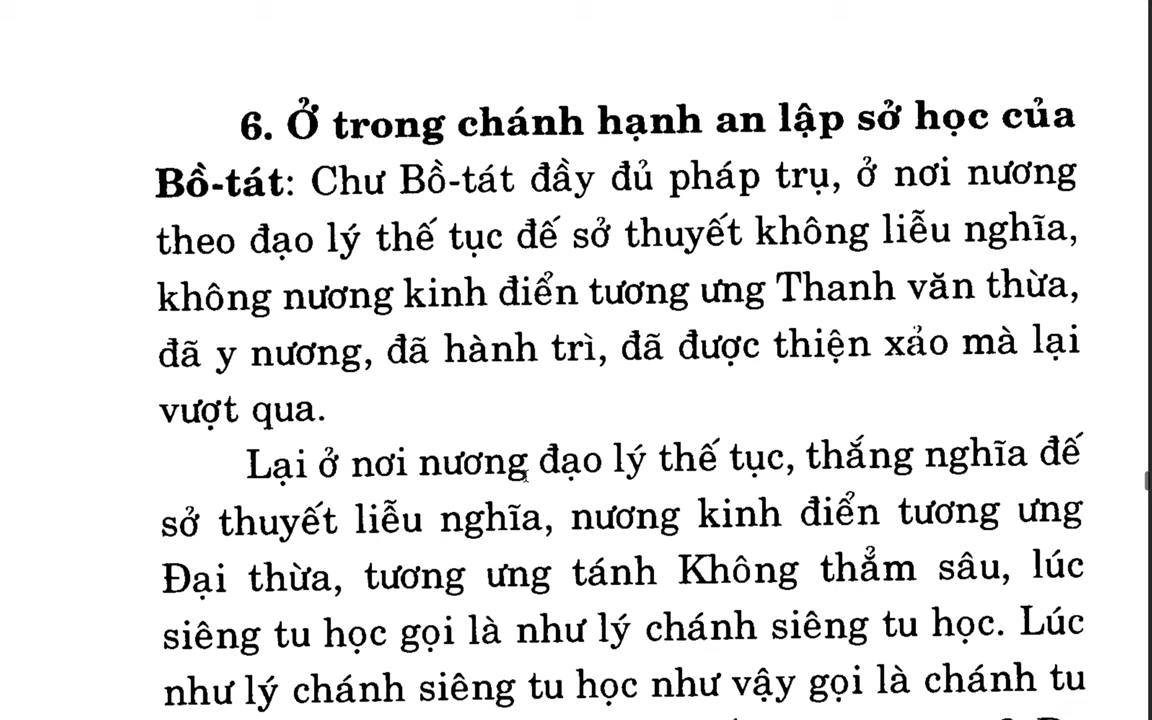 6. Ở trong chánh hạnh an lập sở học của
Bồ-tát: Chư Bồ-tát đầy đủ pháp trụ, ở nơi nương
theo đạo lý thế tục đế sở thuyết không liễu nghĩa,
không nương kinh điển tương ưng Thanh văn thừa,
đã y nương, đã hành trì, đã được thiện xảo mà lại
vượt qua.
Lại ở nơi nương đạo lý thế tục, thắng nghĩa đế
sở thuyết liễu nghĩa, nương kinh điển tương ưng
Đại thừa, tương ưng tánh Không thẳm sâu, lúc
siêng tu học gọi là như lý chánh siêng tu học. Lúc
như lý chánh siêng tu học như vậy gọi là chánh tu